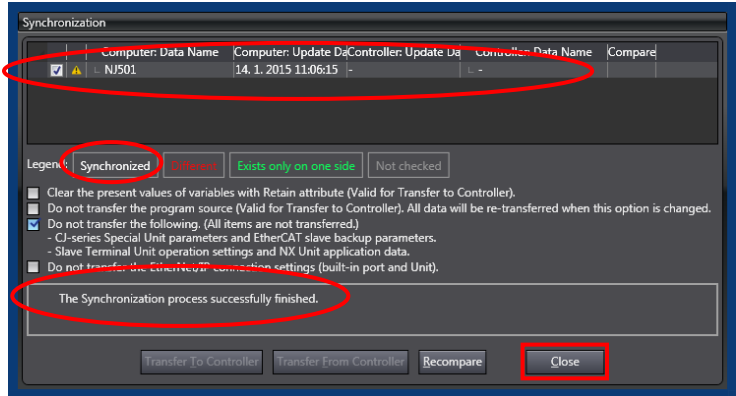 Synchronization
Computer: Data Name Computer: Update Da Controller: Update Da Controller: Data Name Compare
NJ501 14. 1. 2015 11:06:15 - -
Legend: Synchronized Different Exists only on one side Not checked
Clear the present values of variables with Retain attribute (Valid for Transfer to Controller).
Do not transfer the program source (Valid for Transfer to Controller). All data will be re-transferred when this option is changed.
Do not transfer the following. (All items are not transferred.)
- CJ-series Special Unit parameters and EtherCAT slave backup parameters.
- Slave Terminal Unit operation settings and NX Unit application data.
Do not transfer the EtherNet/IP connection settings (built-in port and Unit).
The Synchronization process successfully finished.
Transfer To Controller Transfer From Controller Recompare Close